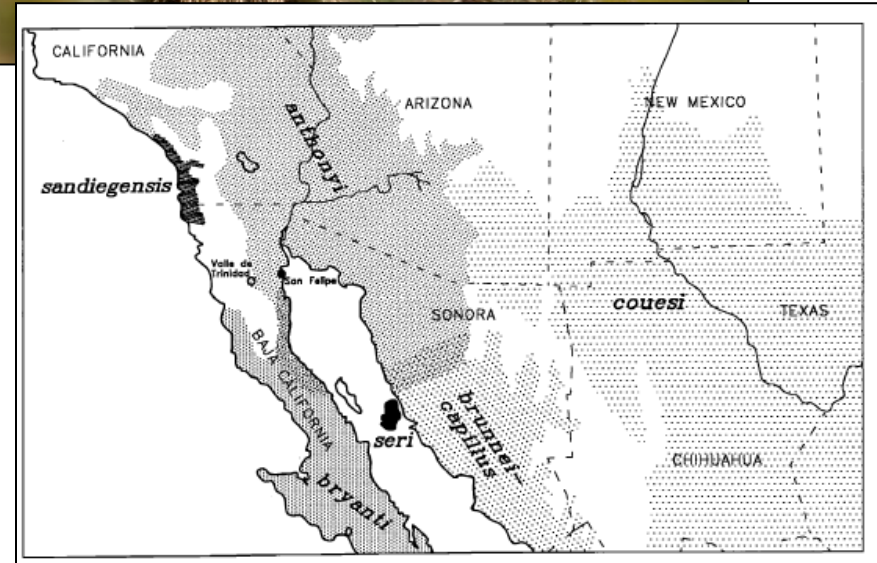 CALIFORNIA
ARIZONA
NEW MEXICO
anthonyi
sandiegensis
Valle de
Trinidad
San Felipe
couesi
TEXAS
SONORA
BAJA CALIFORNIA
brunnei-
capillus
seri
CHIHUAHUA
bryanti